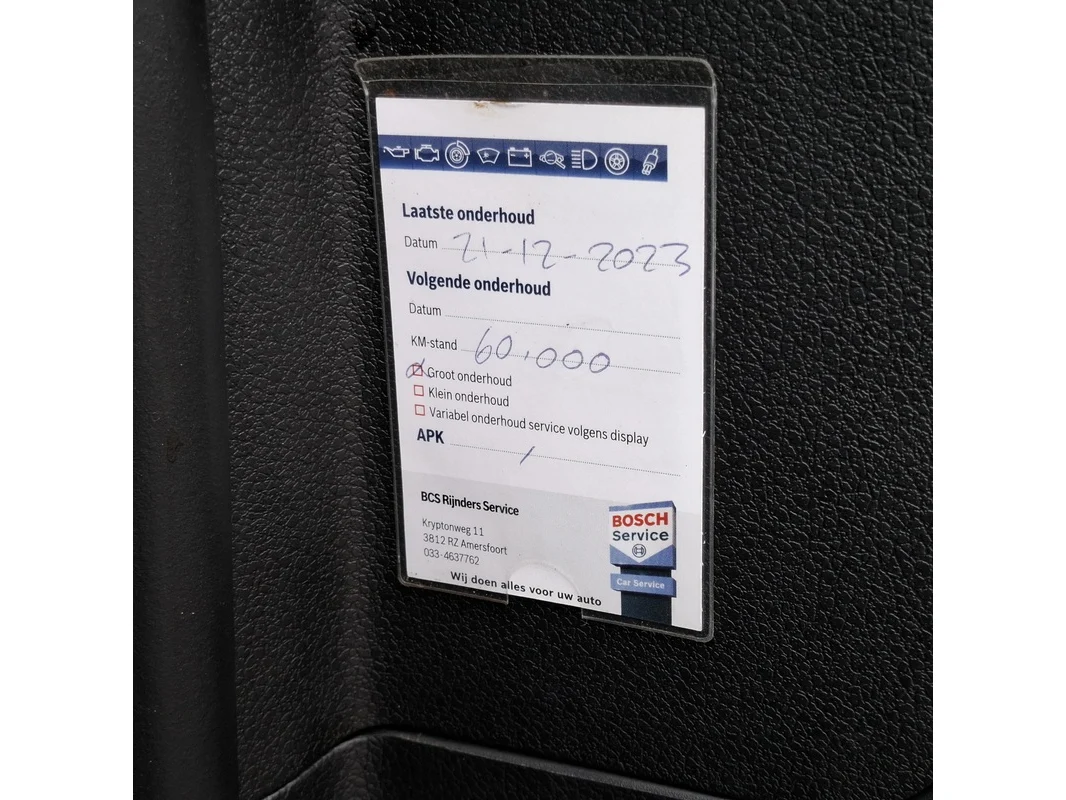 Laatste onderhoud
Datum 21-12-2023
Volgende onderhoud
Datum
KM-stand 60.000
Groot onderhoud
Klein onderhoud
Variabel onderhoud service volgens display
APK /
BCS Rijnders Service
Kryptonweg 11
3812 RZ Amersfoort
033-4637762
Wij doen alles voor uw auto
BOSCH
Service
Car Service